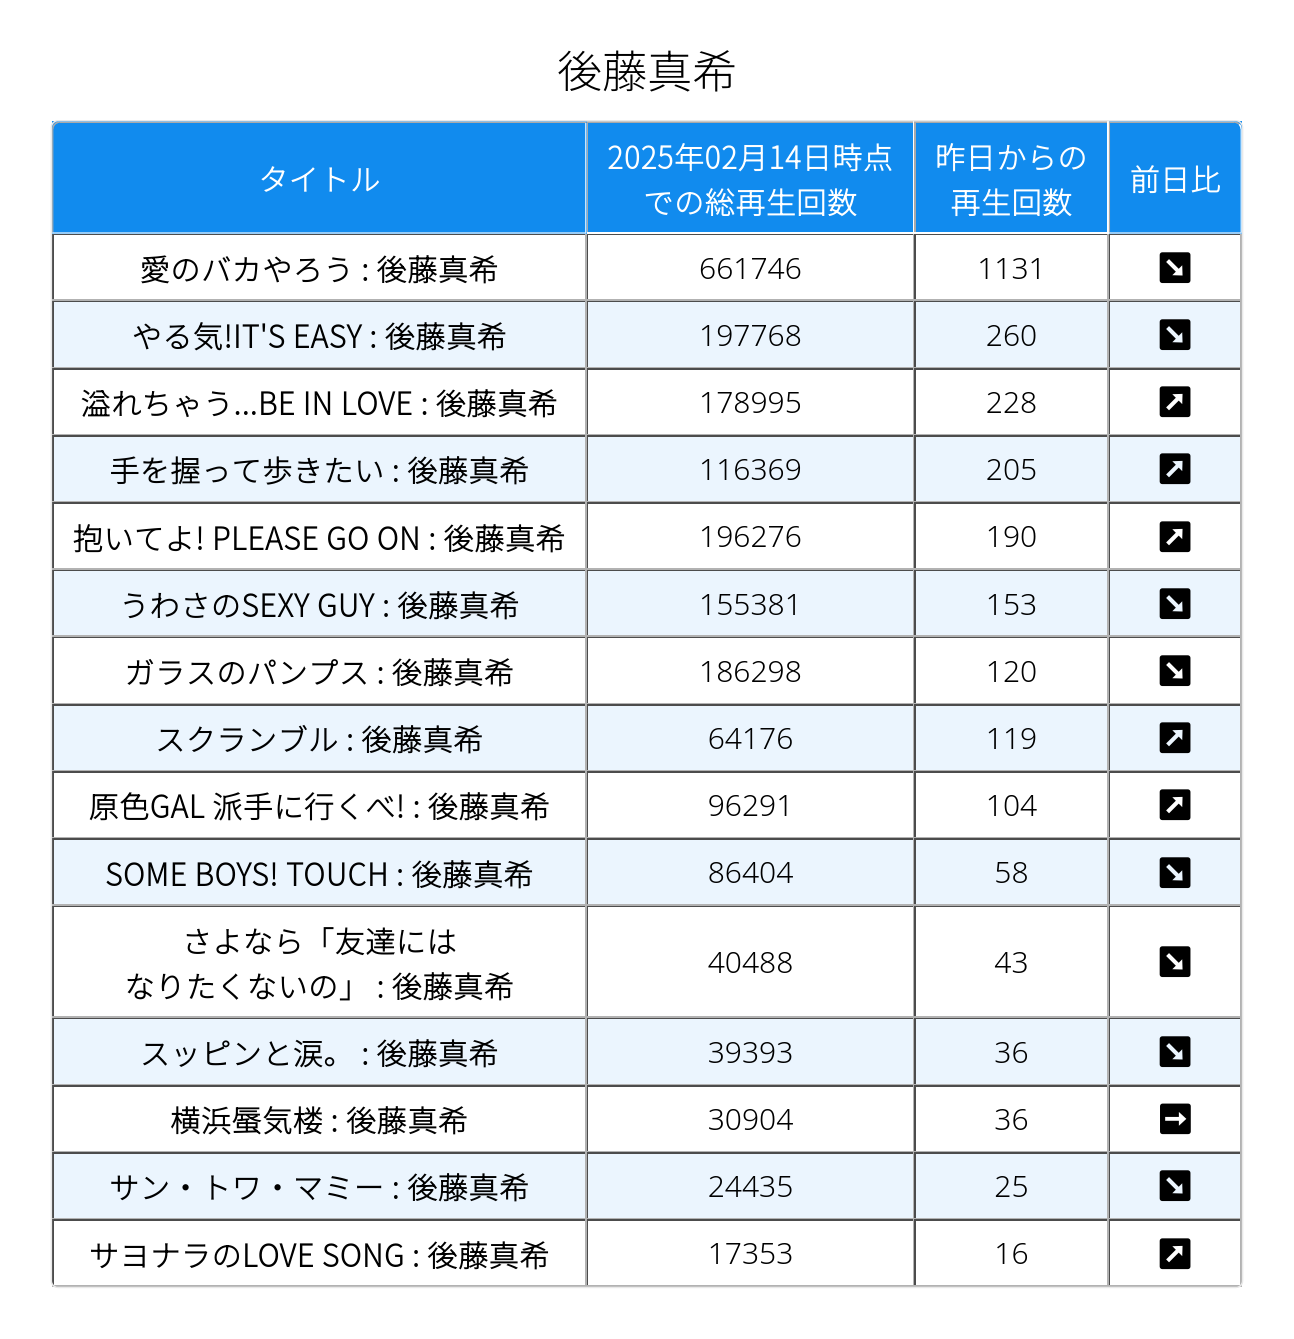 後藤真希
タイトル
2025年02月14日時点
での総再生回数
昨日からの
再生回数
前日比
愛のバカやろう : 後藤真希 661746 1131
やる気!IT'S EASY : 後藤真希 197768 260
溢れちゃう...BE IN LOVE : 後藤真希 178995 228
手を握って歩きたい : 後藤真希 116369 205
抱いてよ! PLEASE GO ON : 後藤真希 196276 190
うわさのSEXY GUY : 後藤真希 155381 153
ガラスのパンプス : 後藤真希 186298 120
スクランブル : 後藤真希 64176 119
原色GAL 派手に行くべ! : 後藤真希 96291 104
SOME BOYS! TOUCH : 後藤真希 86404 58
さよなら「友達には
なりたくないの」 : 後藤真希 40488 43
スッピンと涙。 : 後藤真希 39393 36
横浜蜃気楼 : 後藤真希 30904 36
サン・トワ・マミー : 後藤真希 24435 25
サヨナラのLOVE SONG : 後藤真希 17353 16